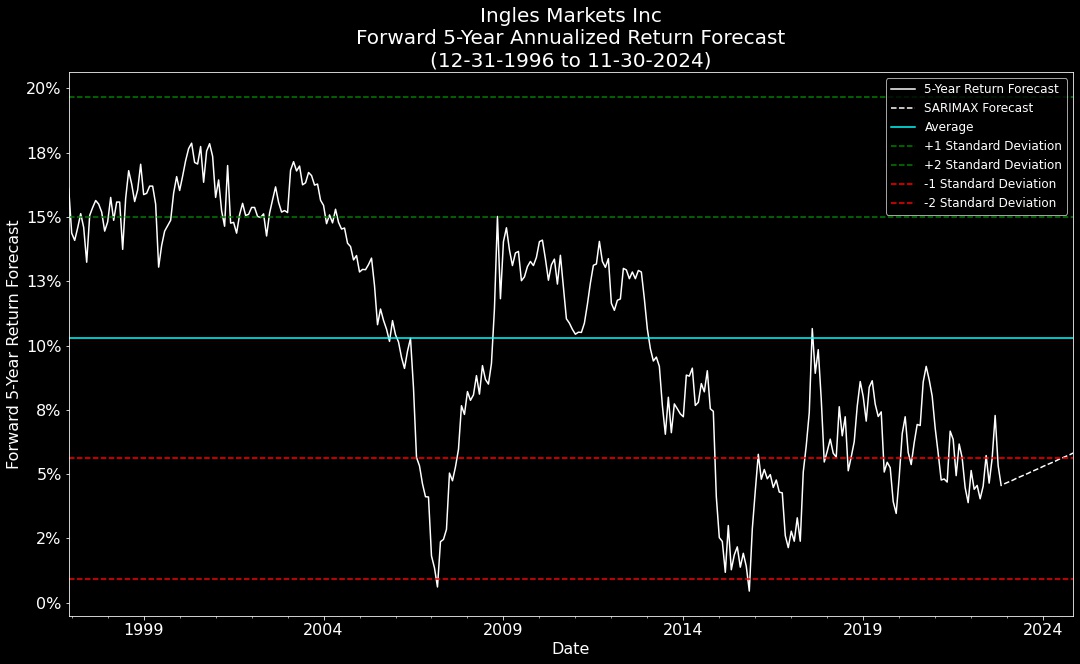 Ingles Markets Inc
Forward 5-Year Annualized Return Forecast
(12-31-1996 to 11-30-2024)
Forward 5-Year Return Forecast
20%
18%
15%
13%
10%
8%
5%
2%
0%
5-Year Return Forecast
SARIMAX Forecast
Average
+1 Standard Deviation
+2 Standard Deviation
-1 Standard Deviation
-2 Standard Deviation
1999
2004
2009
2014
2019
2024
Date